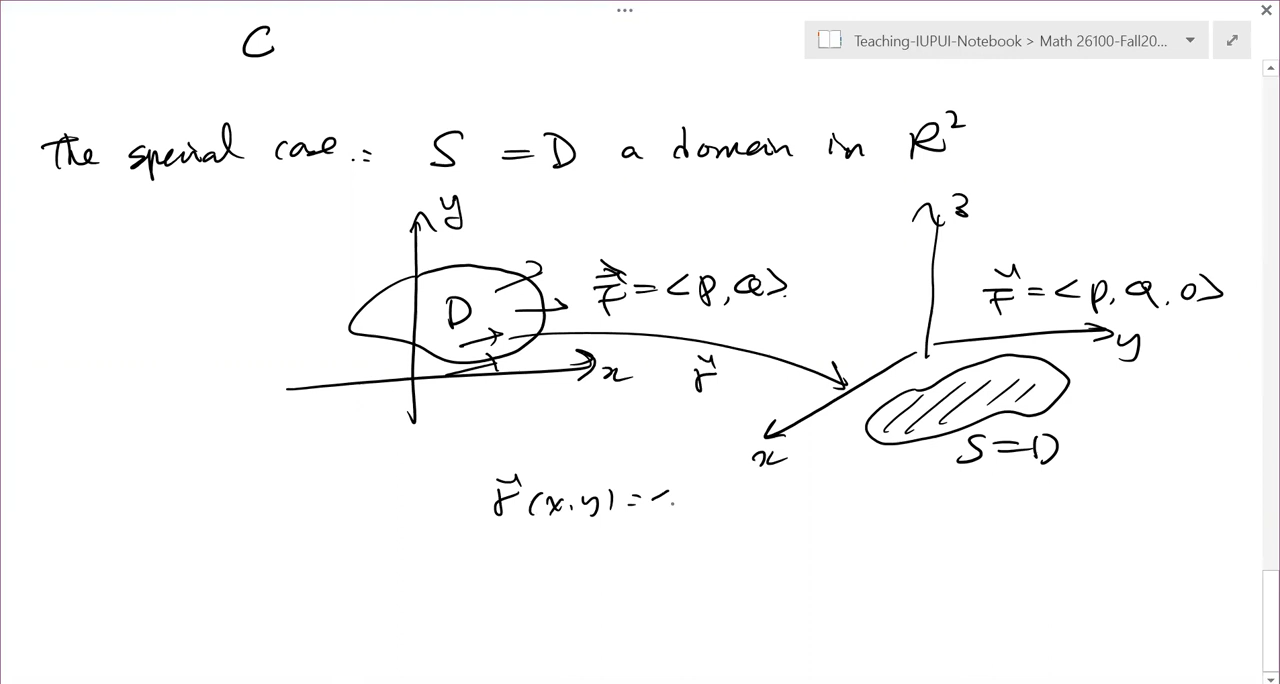 ...
Teaching-IUPUI-Notebook > Math 26100-Fall20...
C
The special case.: S = D a domain in R²
y
z
D
F⃗ = <P, Q>.
F⃗ = <P, Q, 0>
y
x
r⃗
x
S=D
r⃗(x,y) = <